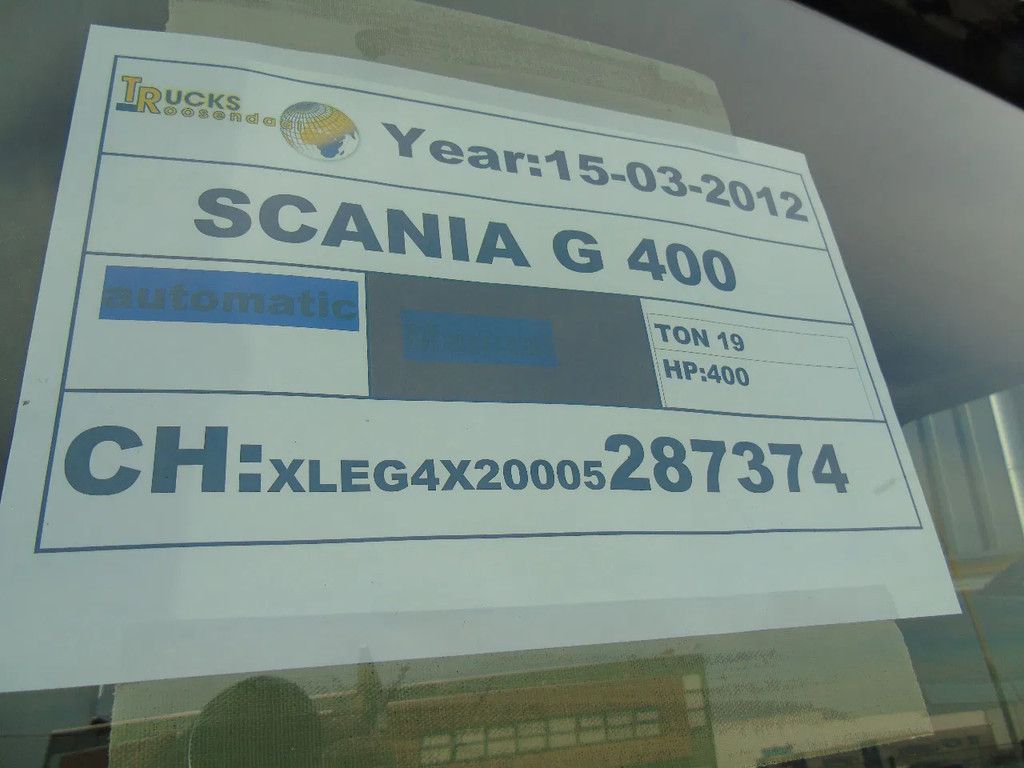 TRUCKS
Roosenda
Year:15-03-2012
SCANIA G 400
automatic
TON 19
HP:400
CH:XLEG4X20005287374